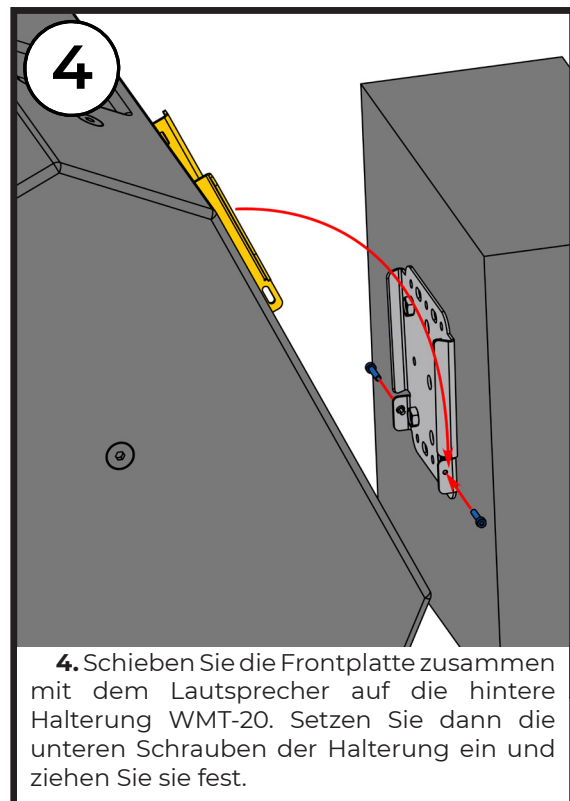 4
4. Schieben Sie die Frontplatte zusammen
mit dem Lautsprecher auf die hintere
Halterung WMT-20. Setzen Sie dann die
unteren Schrauben der Halterung ein und
ziehen Sie sie fest.